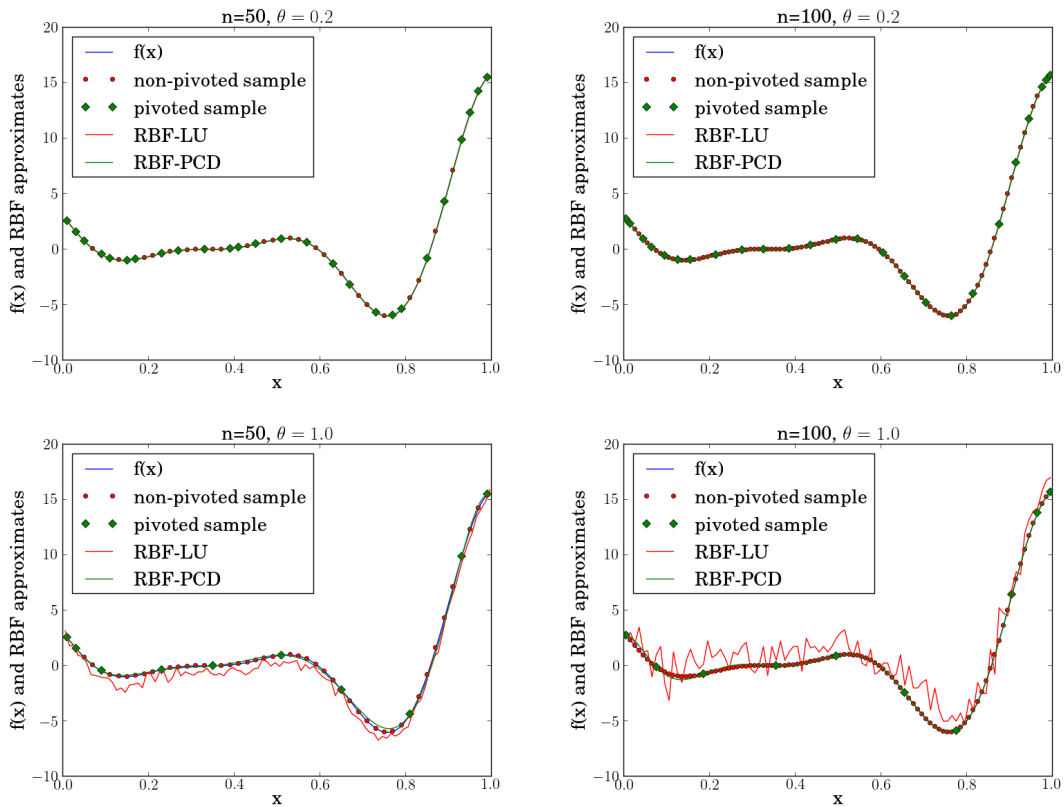 n=50, θ = 0.2
f(x) and RBF approximates
20
15
10
5
0
−5
−10
f(x)
non-pivoted sample
pivoted sample
RBF-LU
RBF-PCD
0.0 0.2 0.4 0.6 0.8 1.0
x
n=100, θ = 0.2
f(x) and RBF approximates
20
15
10
5
0
−5
−10
f(x)
non-pivoted sample
pivoted sample
RBF-LU
RBF-PCD
0.0 0.2 0.4 0.6 0.8 1.0
x
n=50, θ = 1.0
f(x) and RBF approximates
20
15
10
5
0
−5
−10
f(x)
non-pivoted sample
pivoted sample
RBF-LU
RBF-PCD
0.0 0.2 0.4 0.6 0.8 1.0
x
n=100, θ = 1.0
f(x) and RBF approximates
20
15
10
5
0
−5
−10
f(x)
non-pivoted sample
pivoted sample
RBF-LU
RBF-PCD
0.0 0.2 0.4 0.6 0.8 1.0
x